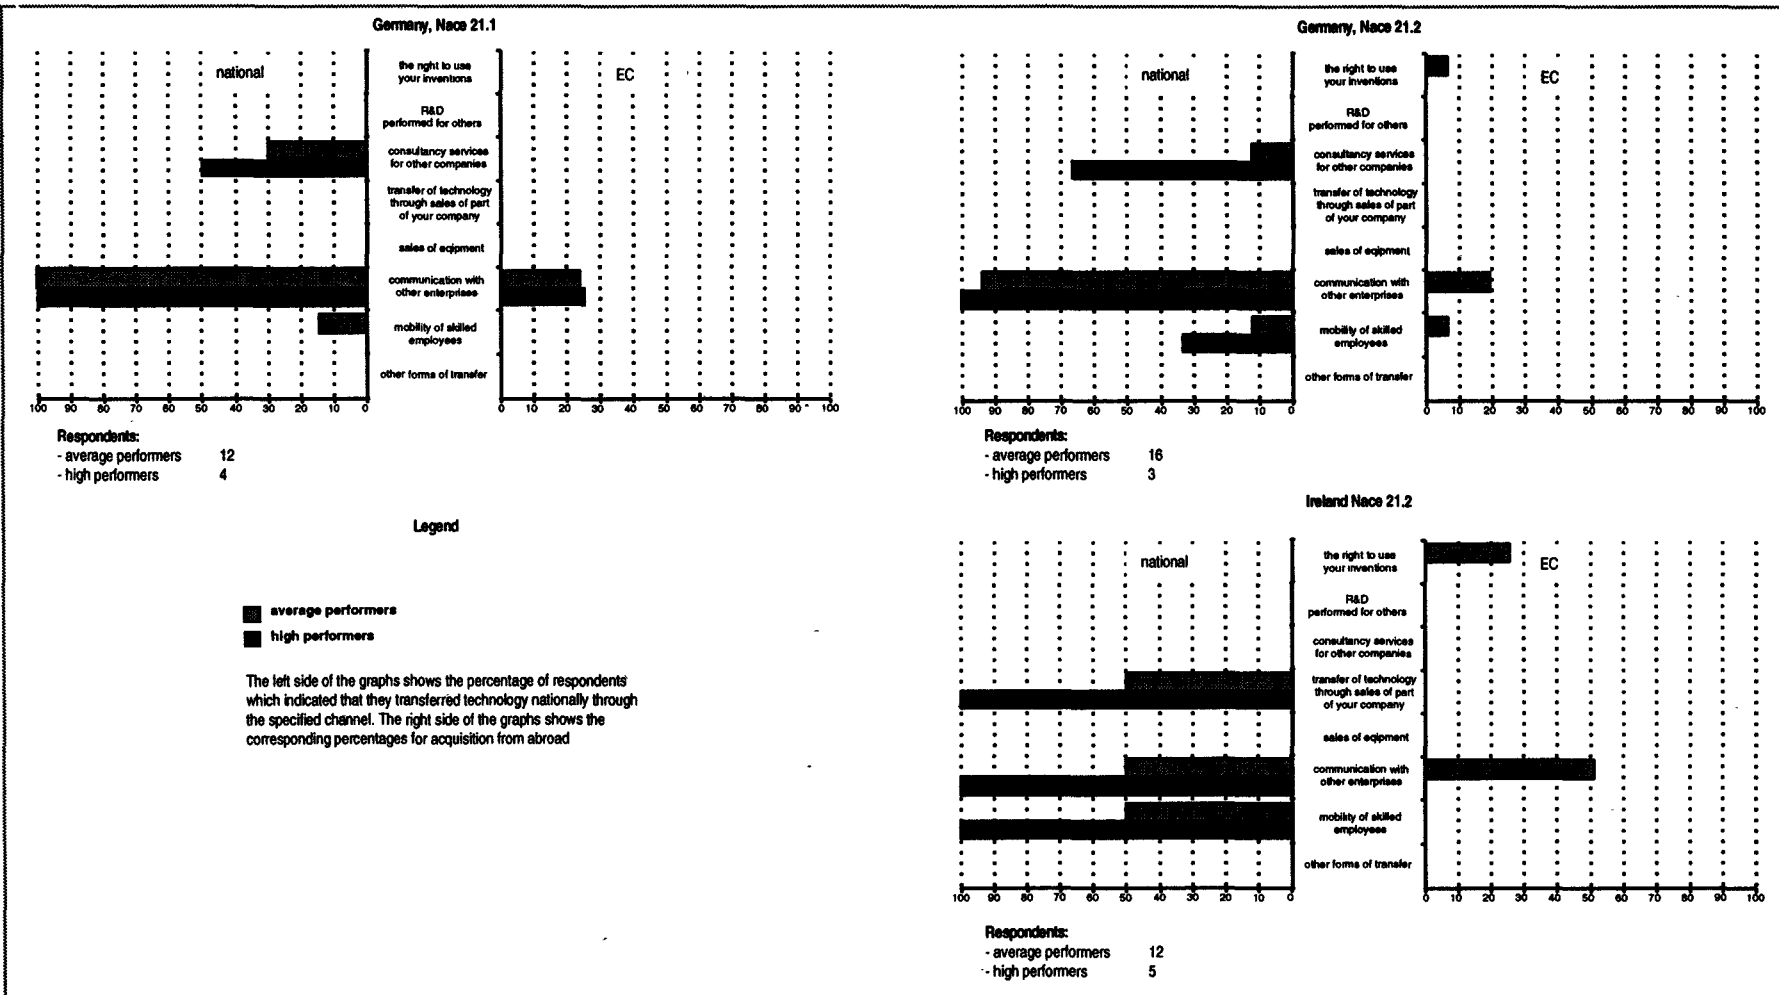 Germany, Nace 21.1
national
EC
the right to use
your inventions
R&D
performed for others
consultancy services
for other companies
transfer of technology
through sales of part
of your company
sales of eqipment
communication with
other enterprises
mobility of skilled
employees
other forms of transfer
100 90 80 70 60 50 40 30 20 10 0
0 10 20 30 40 50 60 70 80 90 100
Respondents:
- average performers 12
- high performers 4
Legend
average performers
high performers
The left side of the graphs shows the percentage of respondents
which indicated that they transferred technology nationally through
the specified channel. The right side of the graphs shows the
corresponding percentages for acquisition from abroad
Germany, Nace 21.2
national
EC
the right to use
your inventions
R&D
performed for others
consultancy services
for other companies
transfer of technology
through sales of part
of your company
sales of eqipment
communication with
other enterprises
mobility of skilled
employees
other forms of transfer
100 90 80 70 60 50 40 30 20 10 0
0 10 20 30 40 50 60 70 80 90 100
Respondents:
- average performers 16
- high performers 3
Ireland Nace 21.2
national
EC
the right to use
your inventions
R&D
performed for others
consultancy services
for other companies
transfer of technology
through sales of part
of your company
sales of eqipment
communication with
other enterprises
mobility of skilled
employees
other forms of transfer
100 90 80 70 60 50 40 30 20 10 0
0 10 20 30 40 50 60 70 80 90 100
Respondents:
- average performers 12
- high performers 5